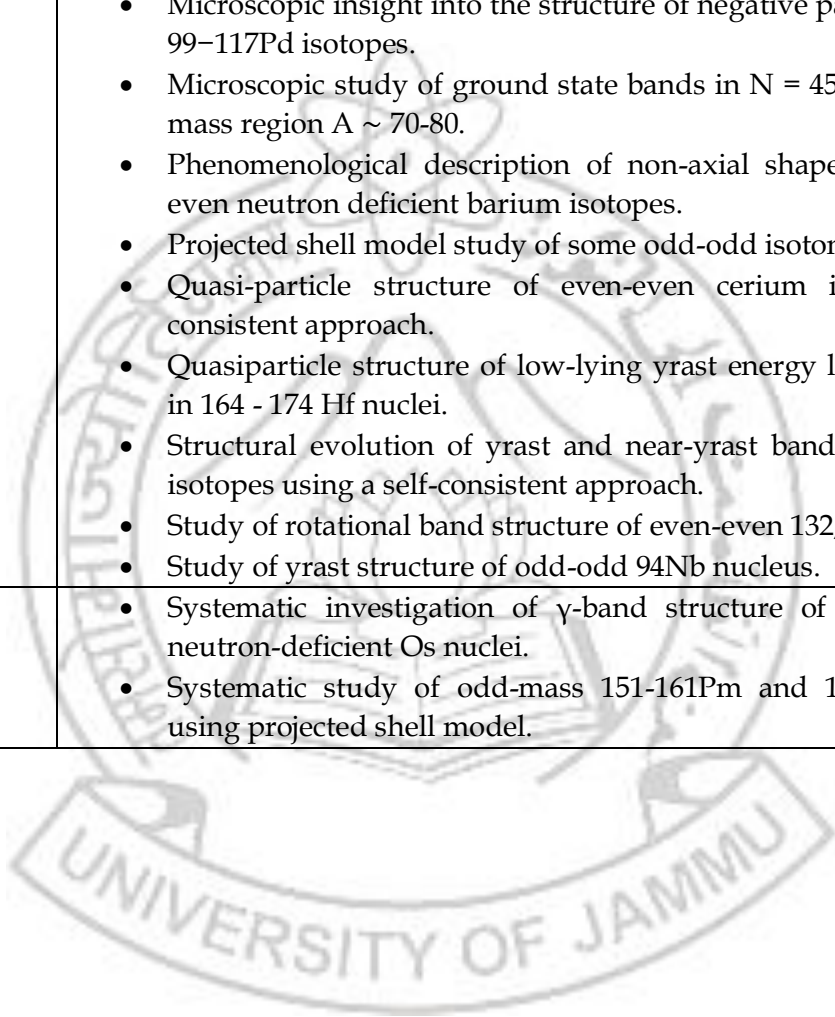 • Microscopic insight into the structure of negative
99−117Pd isotopes.
• Microscopic study of ground state bands in N = 45
mass region A ~ 70-80.
• Phenomenological description of non-axial
even neutron deficient barium isotopes.
• Projected shell model study of some odd-odd
• Quasi-particle structure of even-even cerium
consistent approach.
• Quasiparticle structure of low-lying yrast energy
in 164 - 174 Hf nuclei.
• Structural evolution of yrast and near-yrast
isotopes using a self-consistent approach.
• Study of rotational band structure of even-even 132,
• Study of yrast structure of odd-odd 94Nb nucleus.
• Systematic investigation of γ-band structure of
neutron-deficient Os nuclei.
• Systematic study of odd-mass 151-161Pm and
using projected shell model.
UNIVERSITY OF JAMMU